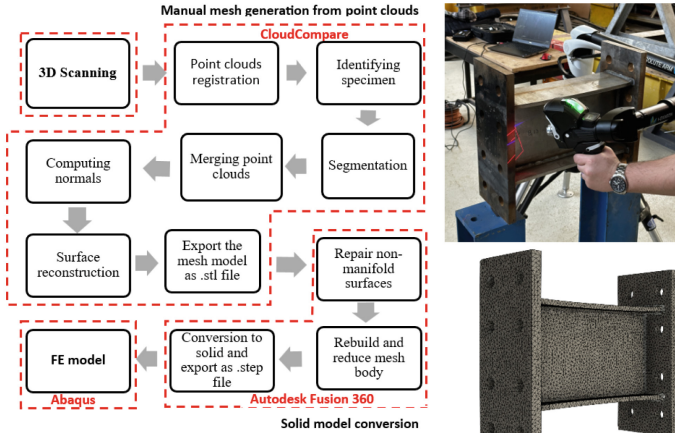 Manual mesh generation from point clouds
CloudCompare
3D Scanning
Point clouds
registration
Identifying
specimen
Computing
normals
Merging point
clouds
Segmentation
Surface
reconstruction
Export the
mesh model
as .stl file
Repair non-
manifold
surfaces
FE model
Abaqus
Conversion to
solid and
export as .step
file
Rebuild and
reduce mesh
body
Autodesk Fusion 360
Solid model conversion
SOLUTE ARM